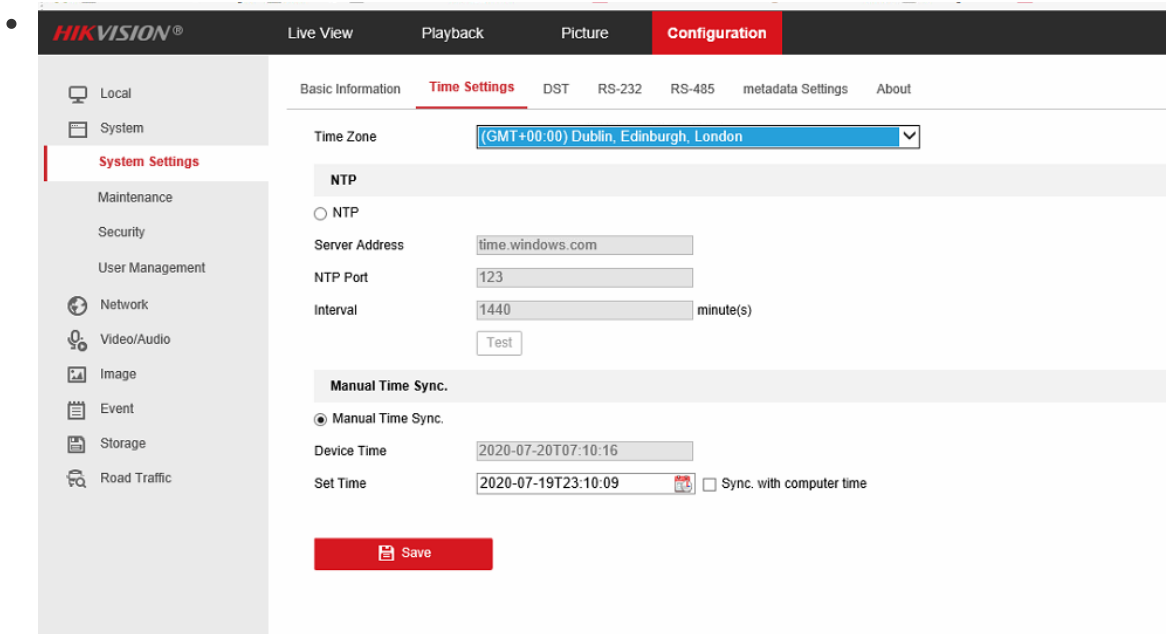 HIKVISION®
Live View
Playback
Picture
Configuration
Local
System
System Settings
Maintenance
Security
User Management
Network
Video/Audio
Image
Event
Storage
Road Traffic
Basic Information
Time Settings
DST
RS-232
RS-485
metadata Settings
About
Time Zone
(GMT+00:00) Dublin, Edinburgh, London
NTP
NTP
Server Address
time.windows.com
NTP Port
123
Interval
1440
minute(s)
Test
Manual Time Sync.
Manual Time Sync.
Device Time
2020-07-20T07:10:16
Set Time
2020-07-19T23:10:09
Sync. with computer time
Save